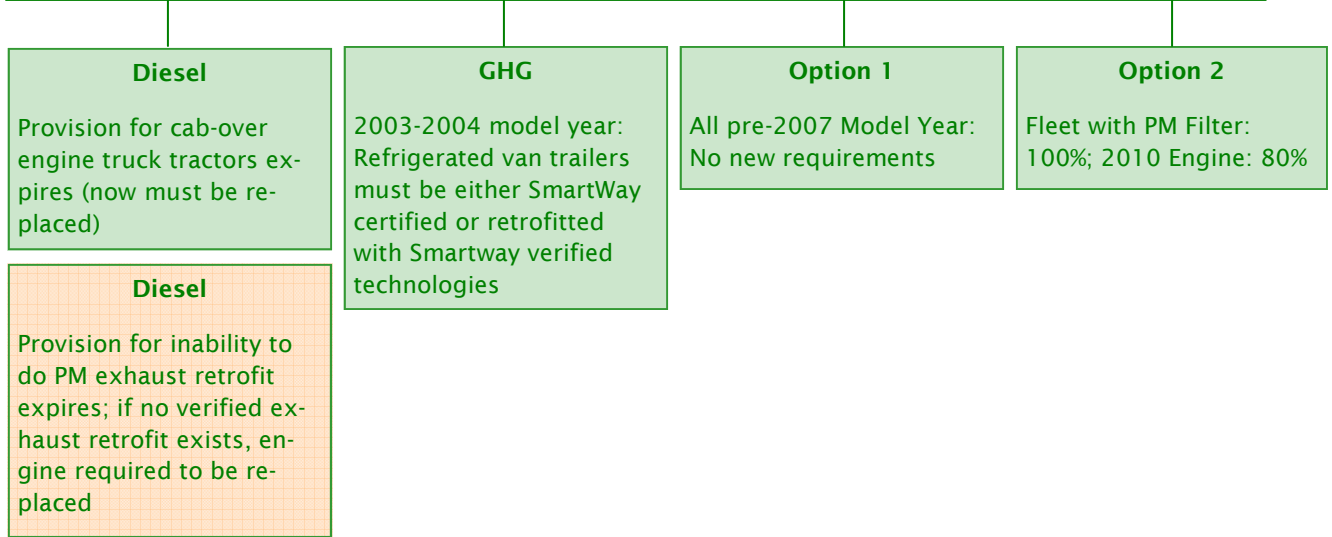 Diesel
Provision for cab-over
engine truck tractors ex-
pires (now must be re-
placed)
Diesel
Provision for inability to
do PM exhaust retrofit
expires; if no verified ex-
haust retrofit exists, en-
gine required to be re-
placed
GHG
2003-2004 model year:
Refrigerated van trailers
must be either SmartWay
certified or retrofitted
with Smartway verified
technologies
Option 1
All pre-2007 Model Year:
No new requirements
Option 2
Fleet with PM Filter:
100%; 2010 Engine: 80%